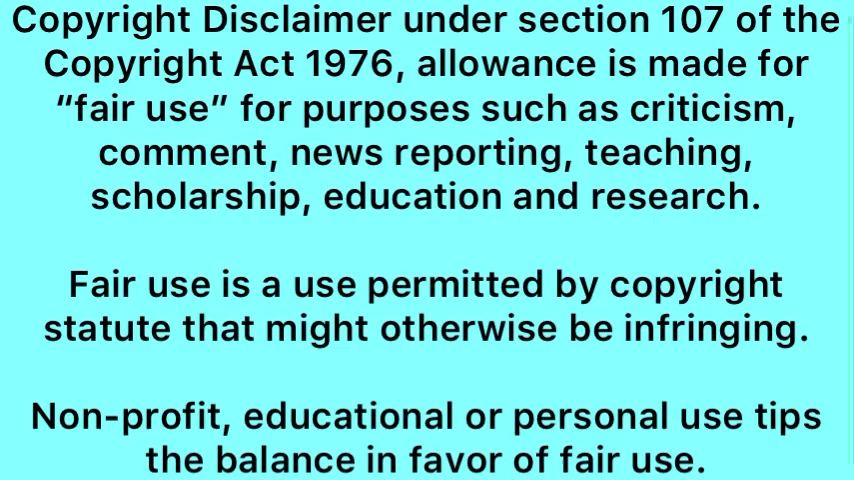 Copyright Disclaimer under section 107 of the
Copyright Act 1976, allowance is made for
“fair use” for purposes such as criticism,
comment, news reporting, teaching,
scholarship, education and research.
Fair use is a use permitted by copyright
statute that might otherwise be infringing.
Non-profit, educational or personal use tips
the balance in favor of fair use.